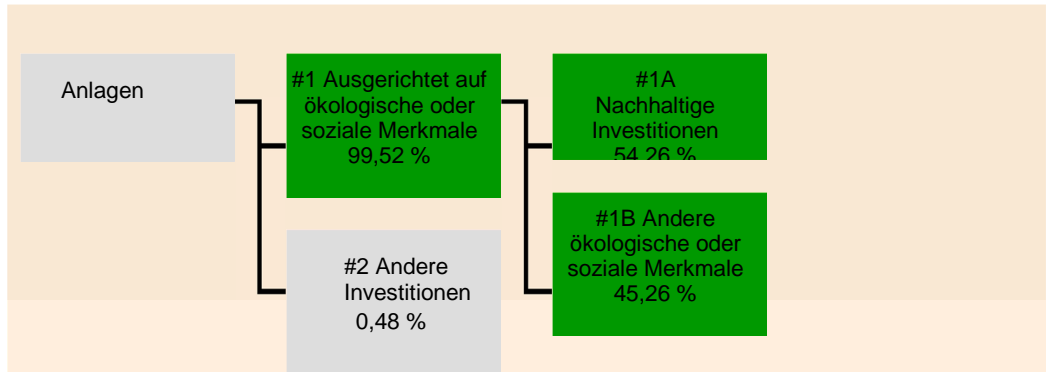 Anlagen
#1 Ausgerichtet auf
ökologische oder
soziale Merkmale
99,52 %
#1A
Nachhaltige
Investitionen
54,26 %
#1B Andere
ökologische oder
soziale Merkmale
45,26 %
#2 Andere
Investitionen
0,48 %